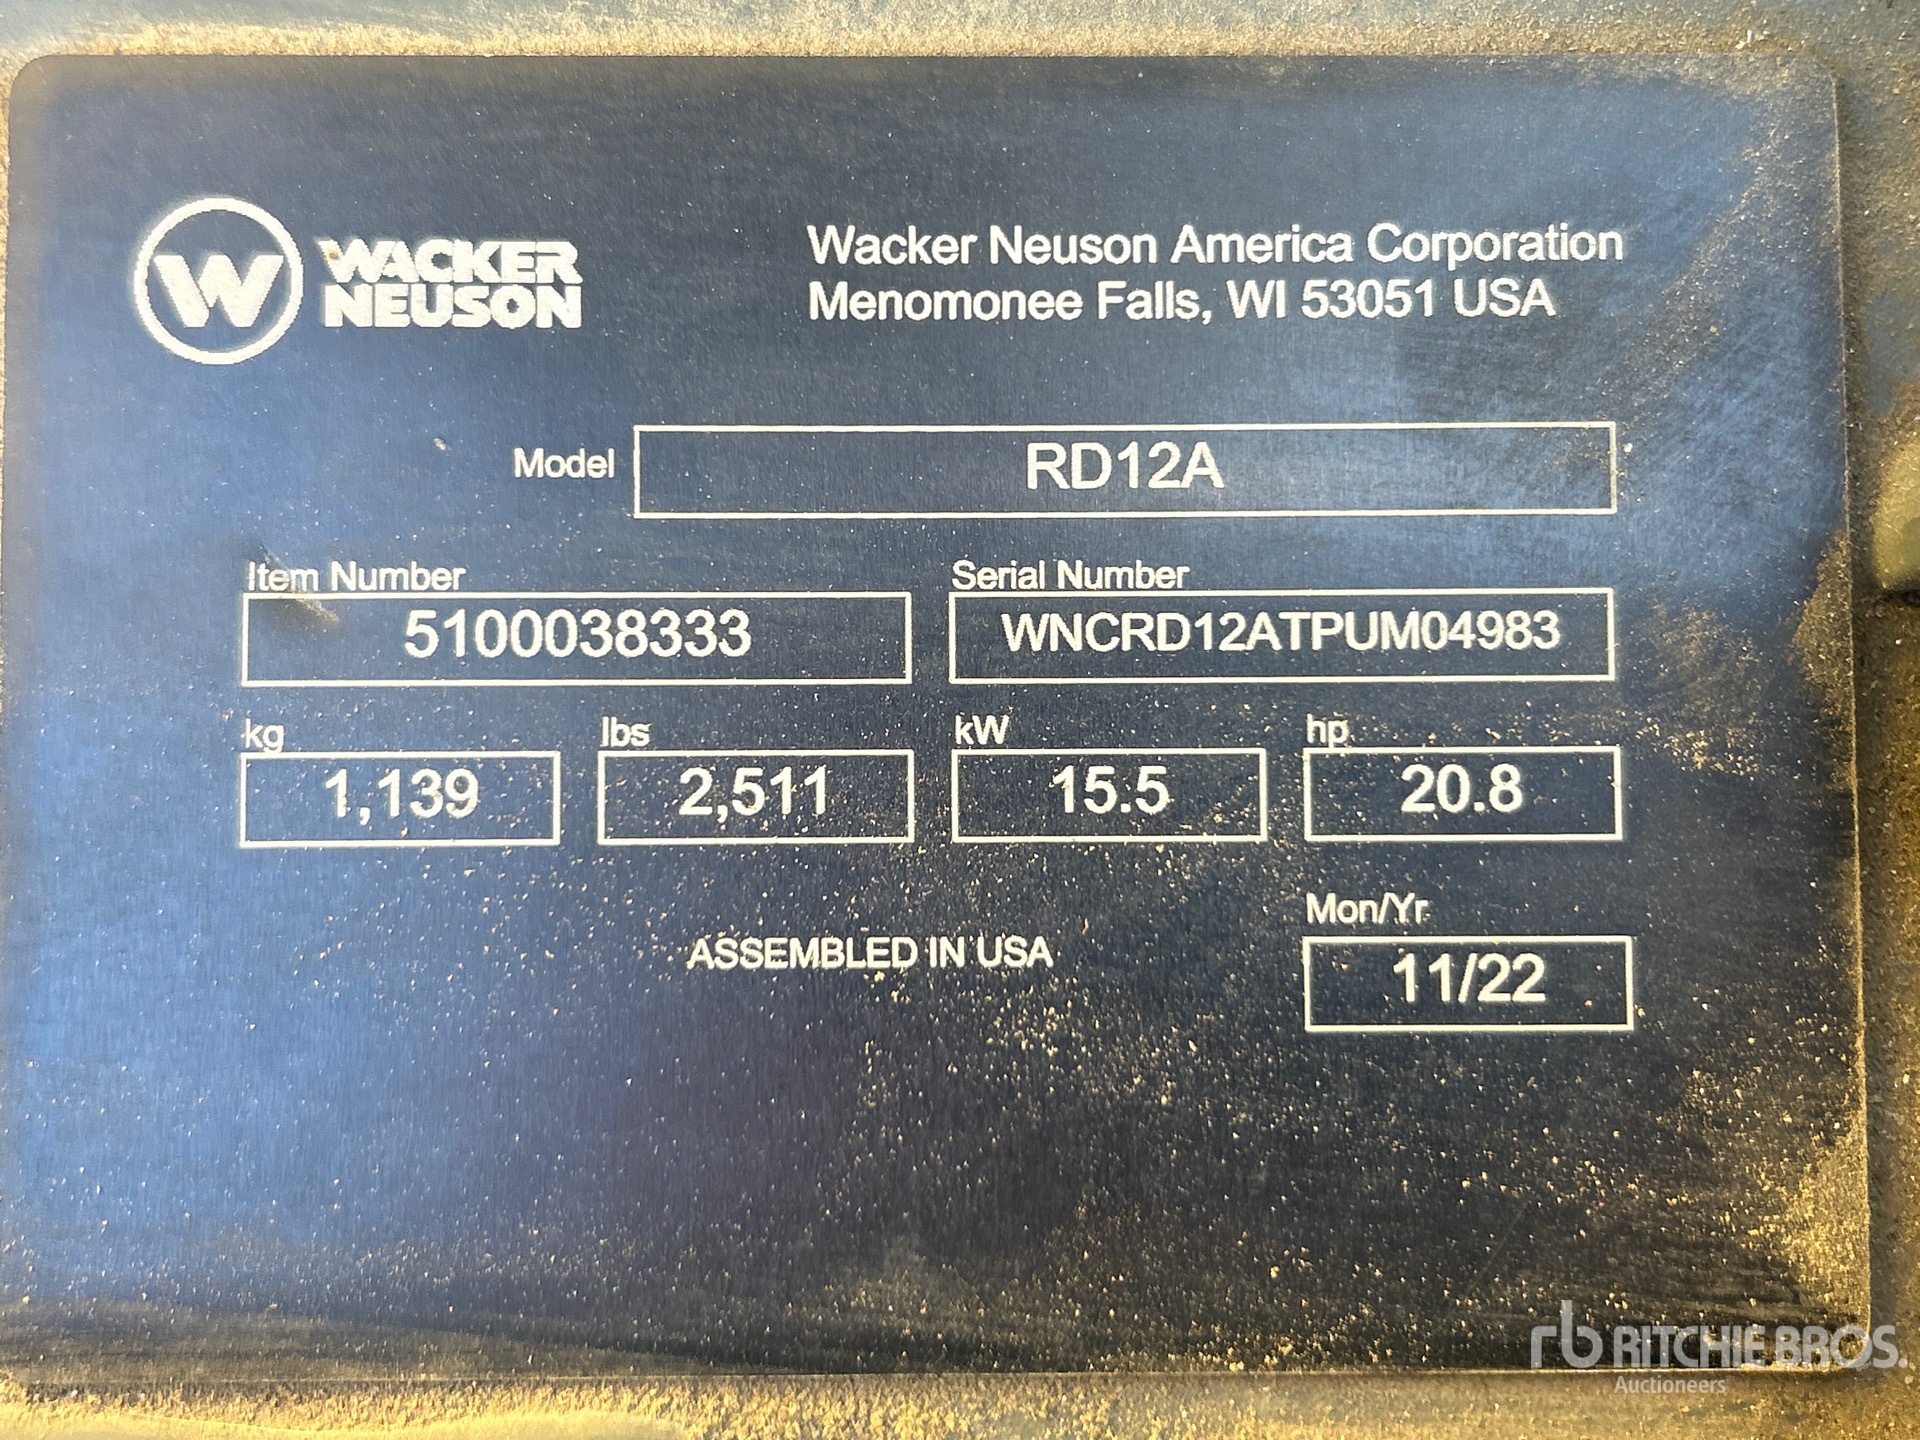 W WACKER
NEUSON
Wacker Neuson America Corporation
Menomonee Falls, WI 53051 USA
Model RD12A
Item Number
5100038333
Serial Number
WNCRD12ATPUM04983
kg lbs kW hp
1,139 2,511 15.5 20.8
ASSEMBLED IN USA
Mon/Yr
11/22
rb RITCHIE BROS.
Auctioneers